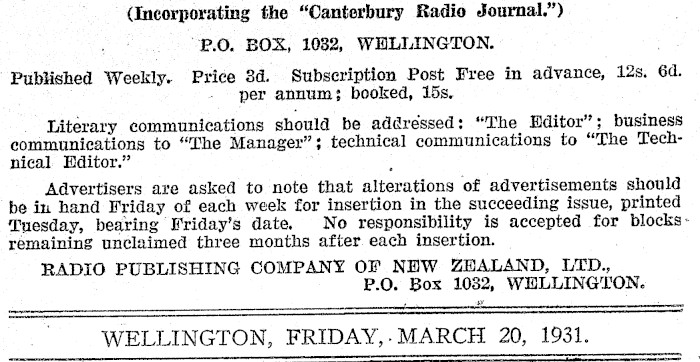 (Incorporating the "Canterbury Radio Journal.")
P.O. BOX, 1032, WELLINGTON.
Published Weekly. Price 3d. Subscription Post Free in advance, 12s. 6d.
per annum; booked, 15s.
Literary communications should be addressed: "The Editor"; business
communications to "The Manager"; technical communications to "The Tech-
nical Editor."
Advertisers are asked to note that alterations of advertisements should
be in hand Friday of each week for insertion in the succeeding issue, printed
Tuesday, bearing Friday's date. No responsibility is accepted for blocks
remaining unclaimed three months after each insertion.
RADIO PUBLISHING COMPANY OF NEW ZEALAND, LTD.,
P.O. Box 1032, WELLINGTON.
WELLINGTON, FRIDAY, MARCH 20, 1931.